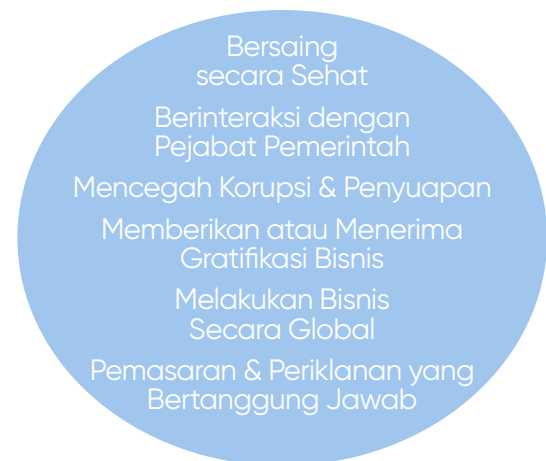 Bersaing
secara Sehat
Berinteraksi dengan
Pejabat Pemerintah
Mencegah Korupsi & Penyuapan
Memberikan atau Menerima
Gratifikasi Bisnis
Melakukan Bisnis
Secara Global
Pemasaran & Periklanan yang
Bertanggung Jawab